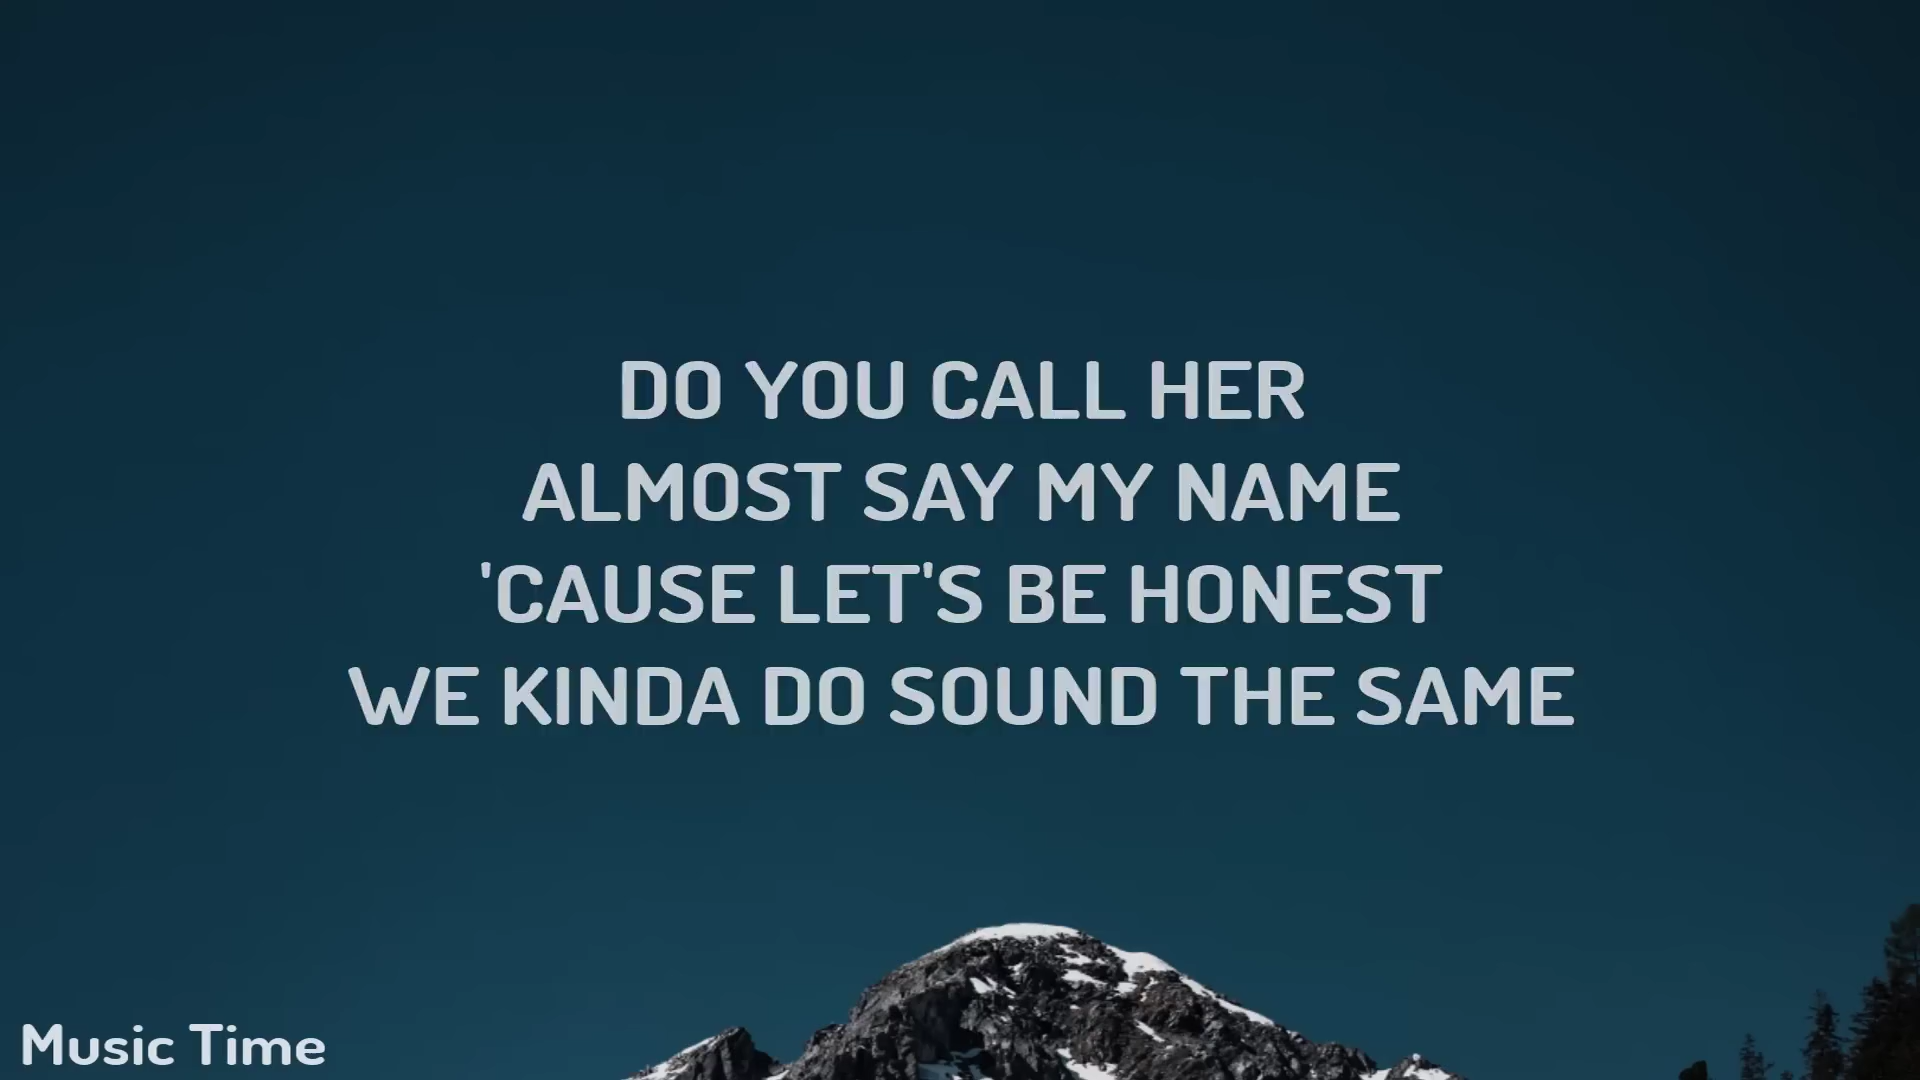 DO YOU CALL HER
ALMOST SAY MY NAME
'CAUSE LET'S BE HONEST
WE KINDA DO SOUND THE SAME
Music Time